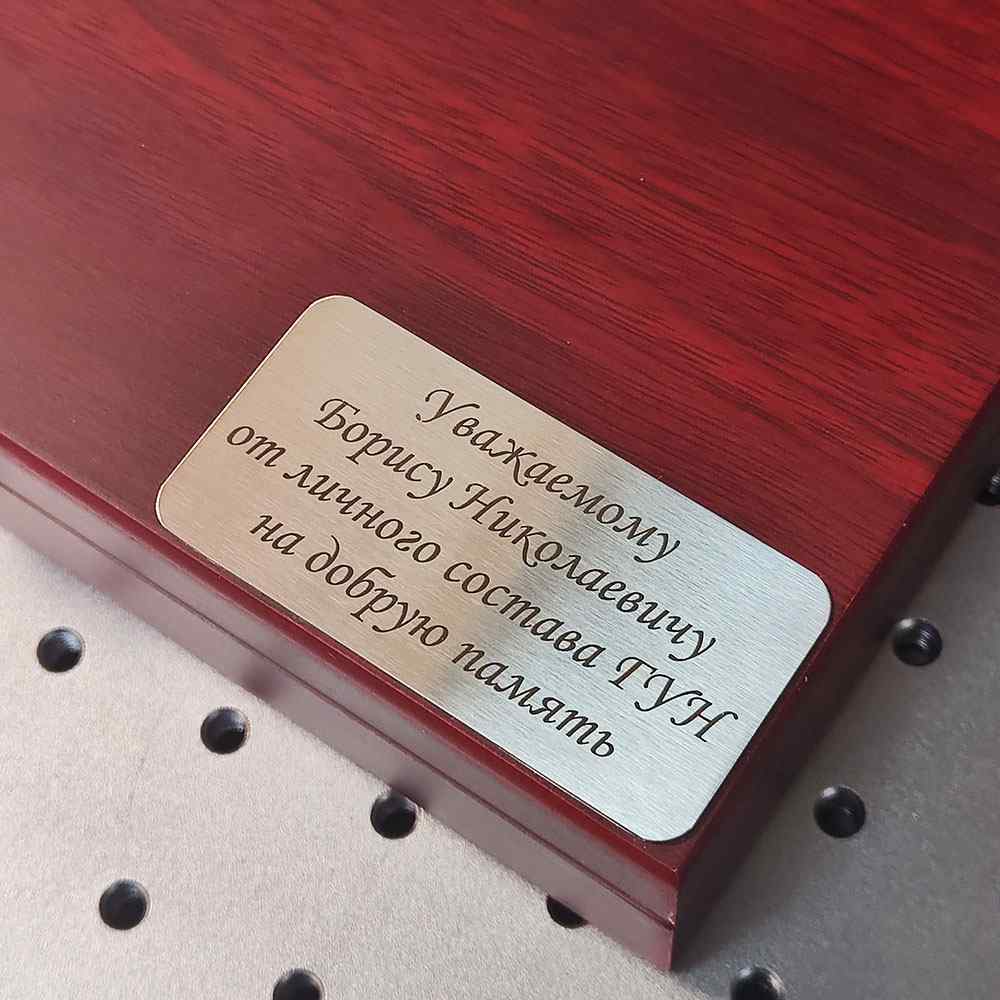 Уважаемому
Борису Николаевичу
от личного состава ГУН
на добрую память